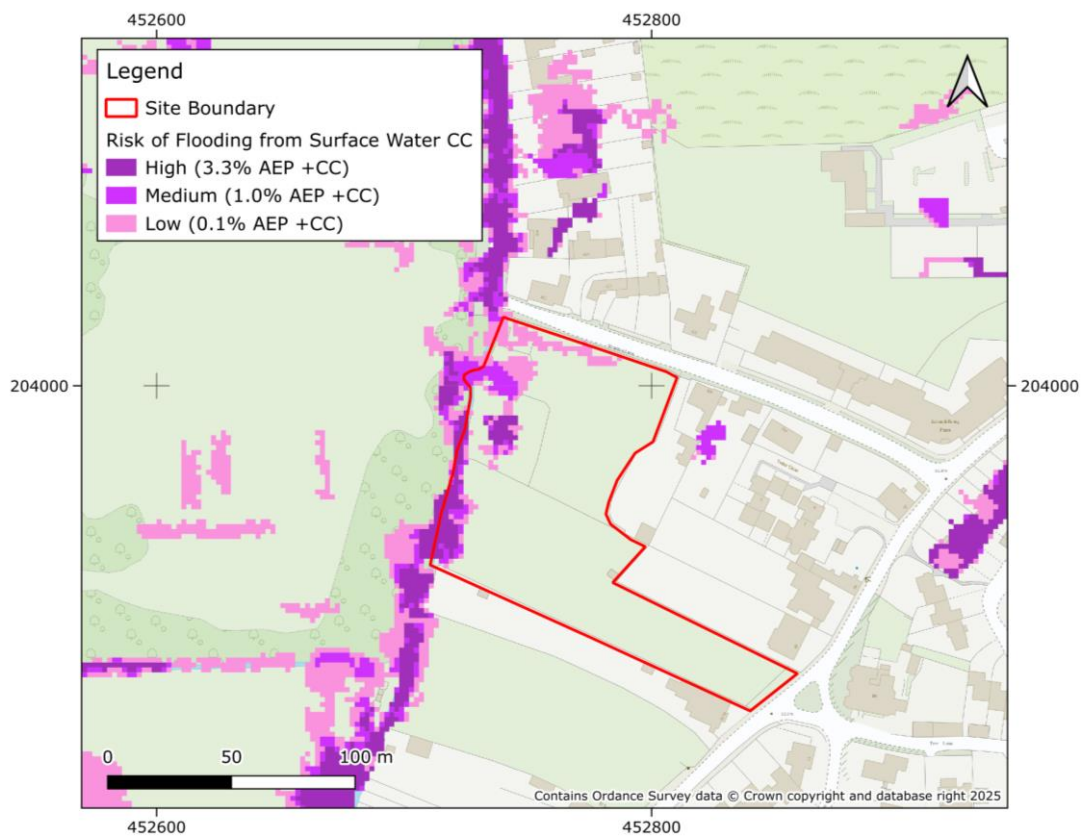 452600 452800
Legend
Site Boundary
Risk of Flooding from Surface Water CC
High (3.3% AEP +CC)
Medium (1.0% AEP +CC)
Low (0.1% AEP +CC)
204000 204000
0 50 100 m
Contains Ordance Survey data © Crown copyright and database right 2025
452600 452800